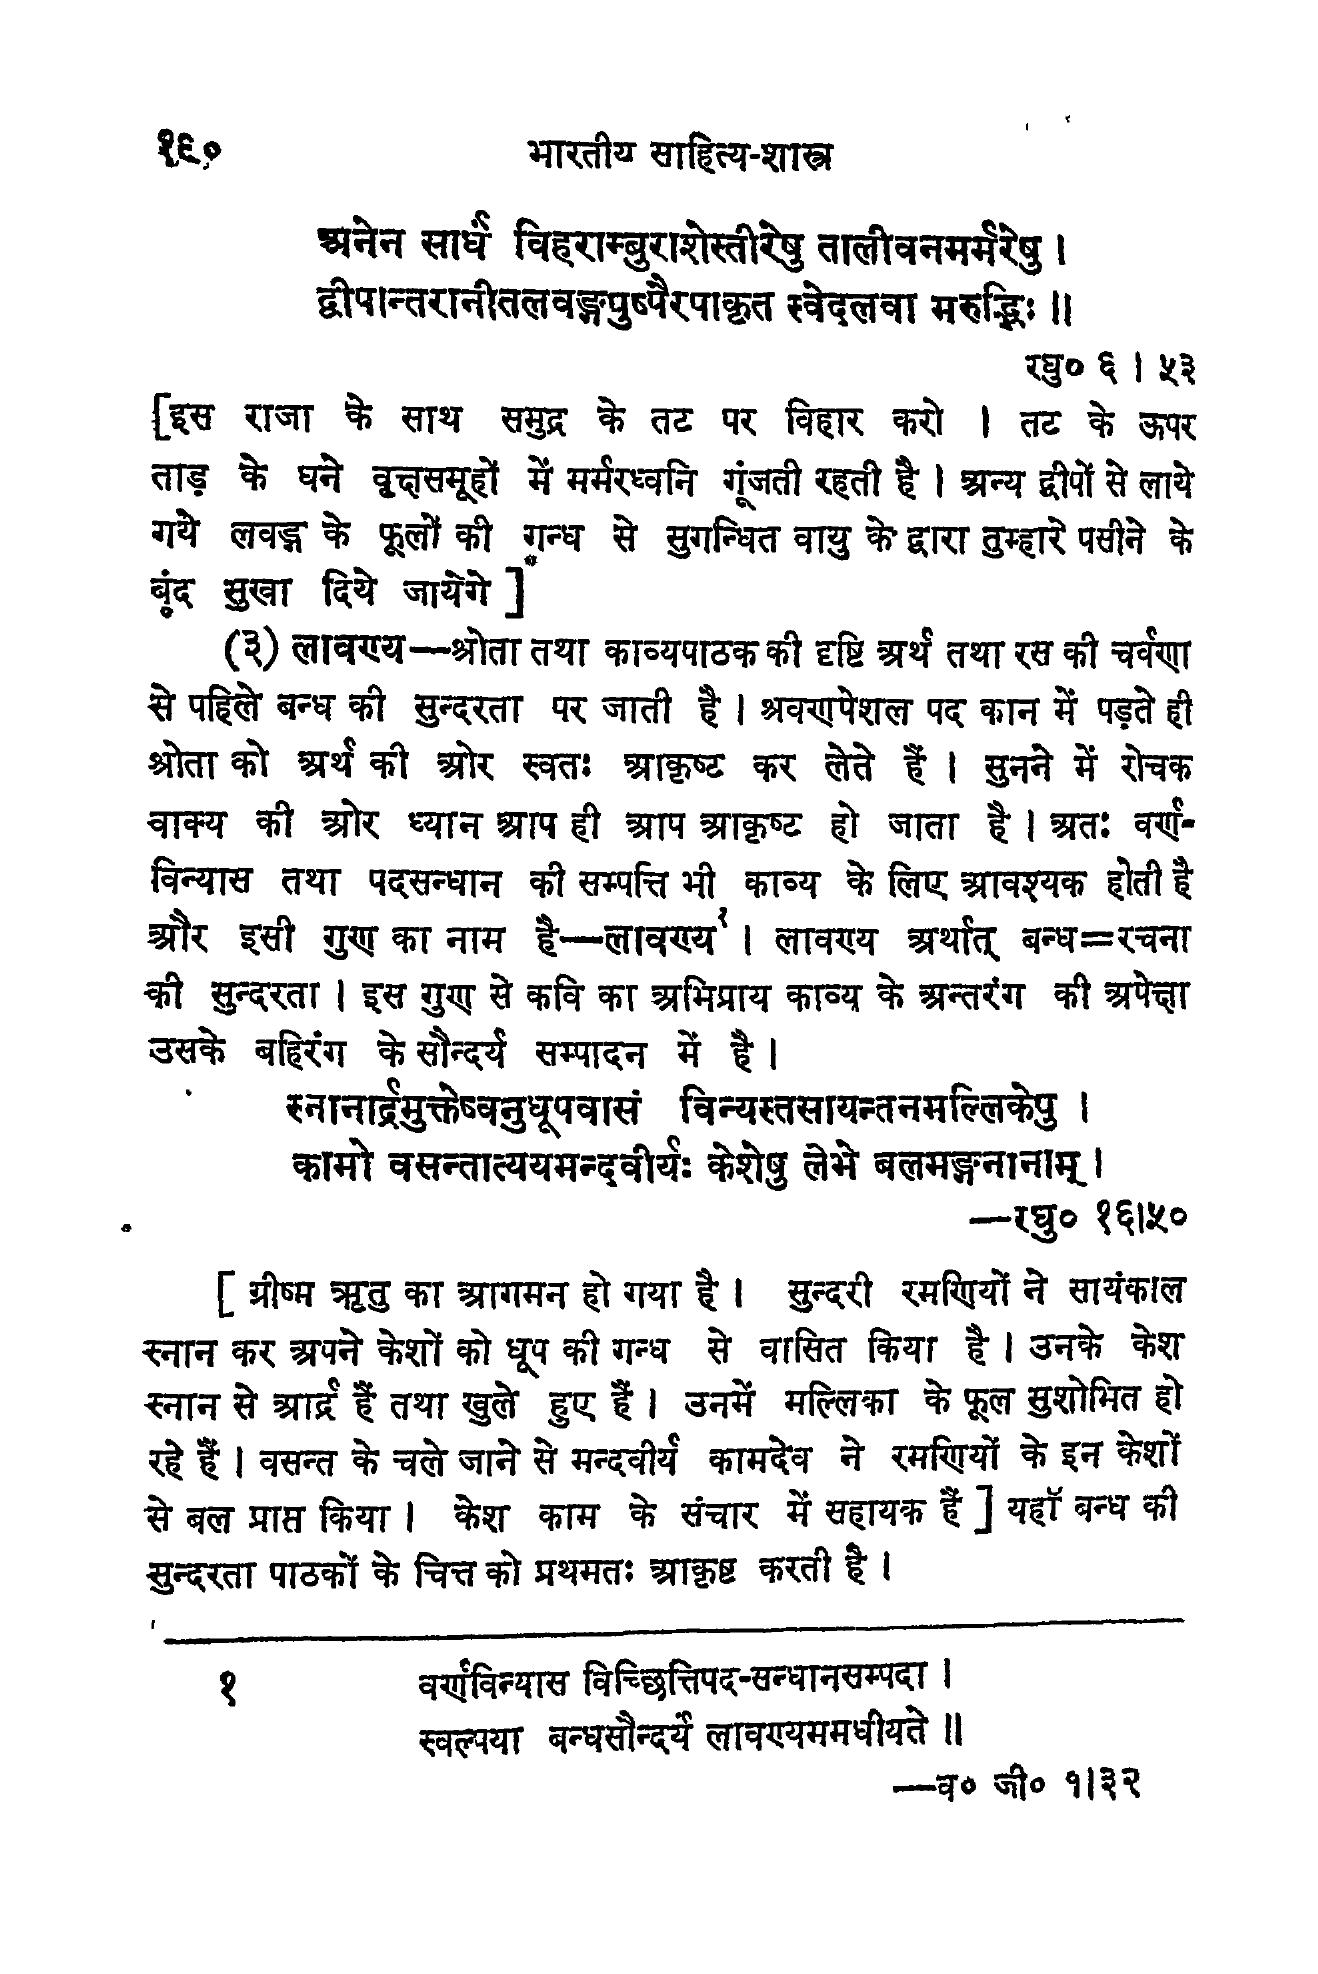 १९० भारतीय साहित्य-शास्त्र
अनेन सार्धं विहराम्बुराशेस्तीरेषु तालीवनमर्मरेषु ।
द्वीपान्तरानीतलवङ्गपुष्पैरपाकृत स्वेदलवा मरुद्भिः ॥
रघु० ६ । ५३
[इस राजा के साथ समुद्र के तट पर विहार करो । तट के ऊपर
ताड़ के घने वृक्षसमूहों में मर्मरध्वनि गूंजती रहती है । अन्य द्वीपों से लाये
गये लवङ्ग के फूलों की गन्ध से सुगन्धित वायु के द्वारा तुम्हारे पसीने के
बूंद सुखा दिये जायेंगे ]
(३) लावण्य—श्रोता तथा काव्यपाठक की दृष्टि अर्थ तथा रस की चर्वणा
से पहिले बन्ध की सुन्दरता पर जाती है । श्रवणपेशल पद कान में पड़ते ही
श्रोता को अर्थ की ओर स्वतः आकृष्ट कर लेते हैं । सुनने में रोचक
वाक्य की ओर ध्यान आप ही आप आकृष्ट हो जाता है । अतः वर्ण-
विन्यास तथा पदसन्धान की सम्पत्ति भी काव्य के लिए आवश्यक होती है
और इसी गुण का नाम है—लावण्य१ । लावण्य अर्थात् बन्ध=रचना
की सुन्दरता । इस गुण से कवि का अभिप्राय काव्य के अन्तरंग की अपेक्षा
उसके बहिरंग के सौन्दर्य सम्पादन में है ।
स्नानार्द्रमुक्तेष्वनुधूपवासं विन्यस्तसायन्तनमल्लिकेषु ।
कामो वसन्तात्ययमन्दवीर्यः केशेषु लेभे बलमङ्गनानाम् ।
—रघु० १६।५०
[ ग्रीष्म ऋतु का आगमन हो गया है । सुन्दरी रमणियों ने सायंकाल
स्नान कर अपने केशों को धूप की गन्ध से वासित किया है । उनके केश
स्नान से आर्द्र हैं तथा खुले हुए हैं । उनमें मल्लिका के फूल सुशोभित हो
रहे हैं । वसन्त के चले जाने से मन्दवीर्य कामदेव ने रमणियों के इन केशों
से बल प्राप्त किया । केश काम के संचार में सहायक हैं ] यहाँ बन्ध की
सुन्दरता पाठकों के चित्त को प्रथमतः आकृष्ट करती है ।
१ वर्णविन्यास विच्छित्तिपद-सन्धानसम्पदा ।
स्वल्पया बन्धसौन्दर्यं लावण्यममधीयते ॥
—व० जी० १।३२